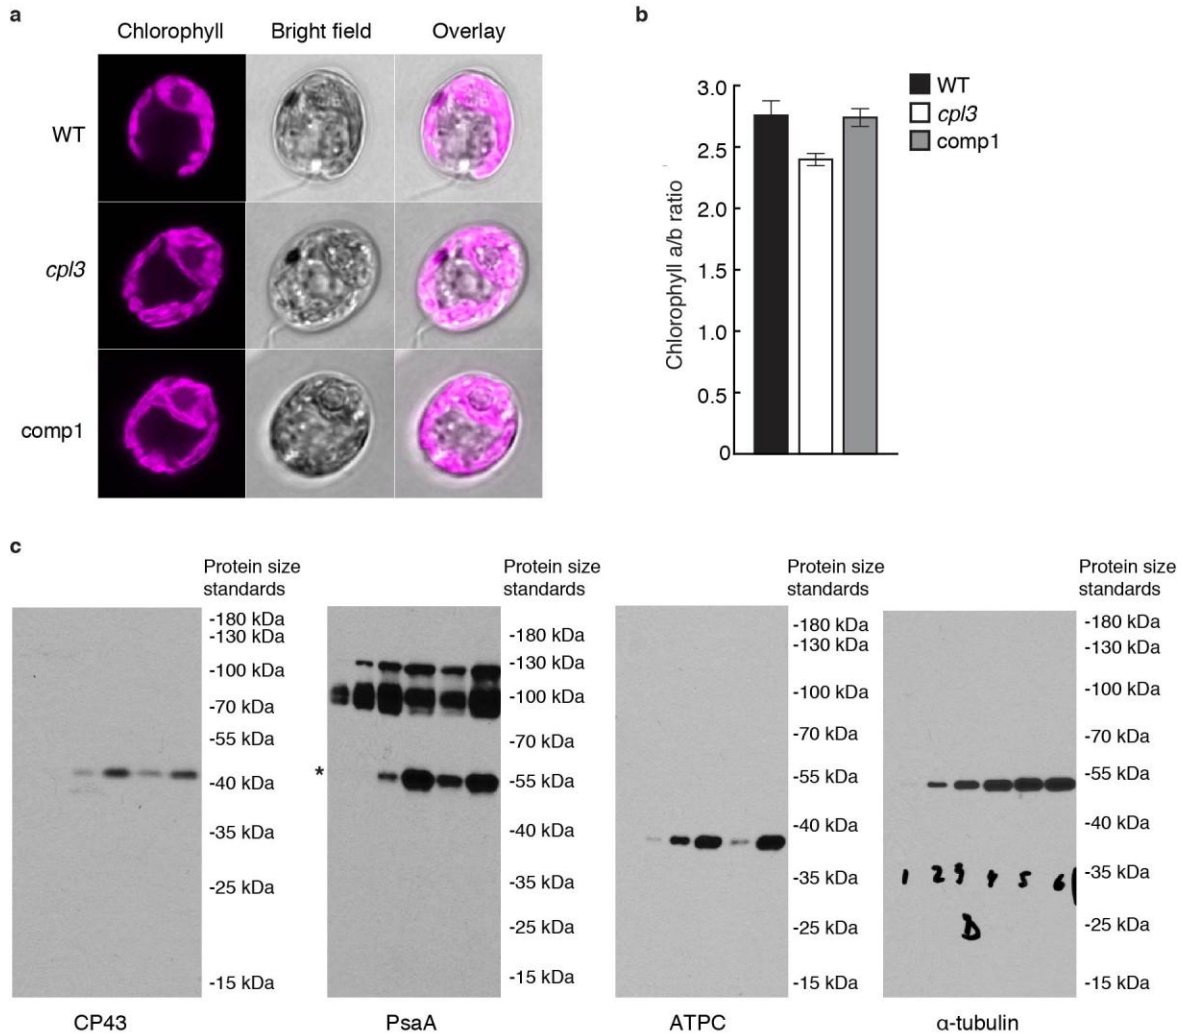 a
Chlorophyll Bright field Overlay
WT
cpl3
comp1
b
3.0
2.5
2.0
1.5
1.0
0.5
0
Chlorophyll a/b ratio
WT
cpl3
comp1
c
Protein size
standards
-180 kDa
-130 kDa
-100 kDa
-70 kDa
-55 kDa
-40 kDa
-35 kDa
-25 kDa
-15 kDa
CP43
*
Protein size
standards
-180 kDa
-130 kDa
-100 kDa
-70 kDa
-55 kDa
-40 kDa
-35 kDa
-25 kDa
-15 kDa
PsaA
Protein size
standards
-180 kDa
-130 kDa
-100 kDa
-70 kDa
-55 kDa
-40 kDa
-35 kDa
-25 kDa
-15 kDa
ATPC
1 2 3 4 5 6
D
Protein size
standards
-180 kDa
-130 kDa
-100 kDa
-70 kDa
-55 kDa
-40 kDa
-35 kDa
-25 kDa
-15 kDa
α-tubulin